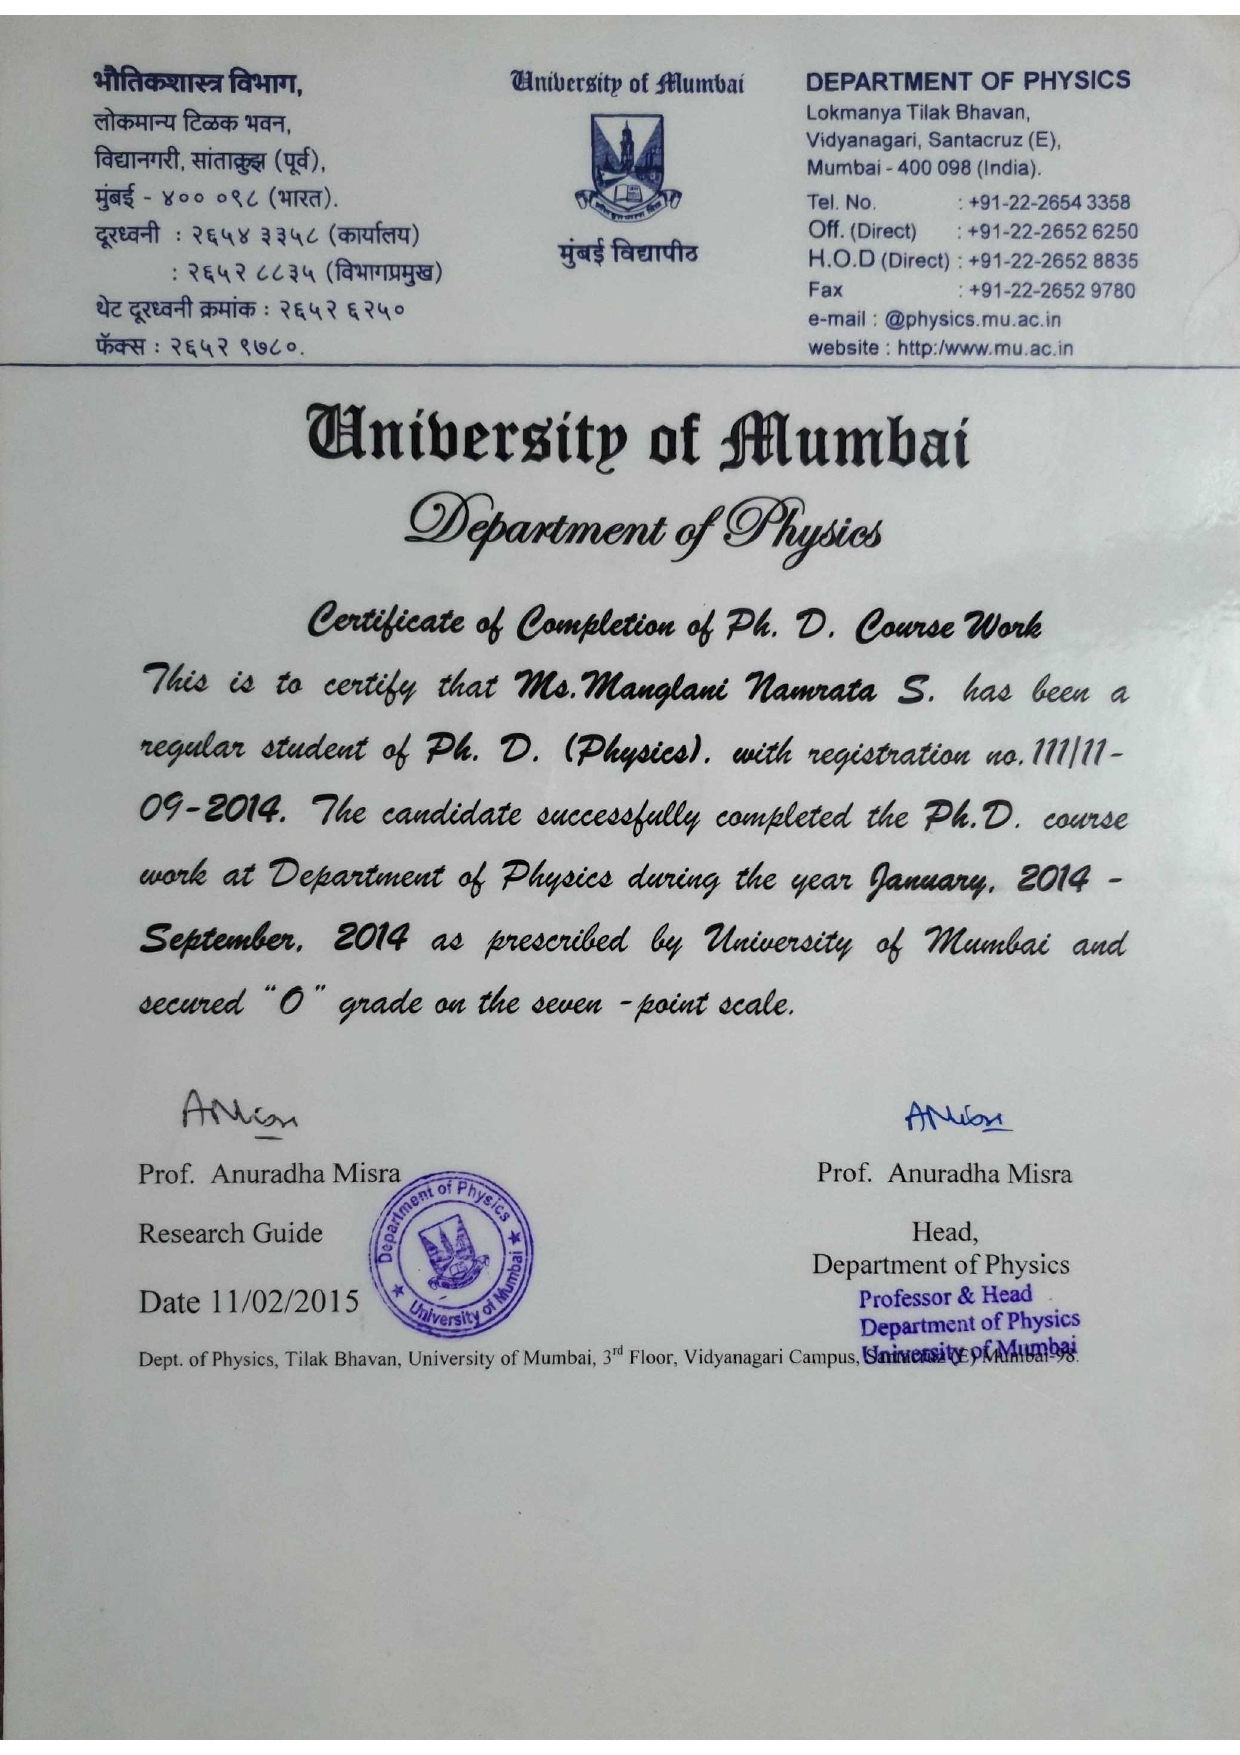 भौतिकशास्त्र विभाग,
लोकमान्य टिळक भवन,
विद्यानगरी, सांताक्रुझ (पूर्व),
मुंबई - ४०० ०९८ (भारत).
दूरध्वनी : २६५४ ३३५८ (कार्यालय)
: २६५२ ८८३५ (विभागप्रमुख)
थेट दूरध्वनी क्रमांक : २६५२ ६२५०
फॅक्स : २६५२ ९७८०.
University of Mumbai
मुंबई विद्यापीठ
DEPARTMENT OF PHYSICS
Lokmanya Tilak Bhavan,
Vidyanagari, Santacruz (E),
Mumbai - 400 098 (India).
Tel. No. : +91-22-2654 3358
Off. (Direct) : +91-22-2652 6250
H.O.D (Direct) : +91-22-2652 8835
Fax : +91-22-2652 9780
e-mail : @physics.mu.ac.in
website : http:/www.mu.ac.in
University of Mumbai
Department of Physics
Certificate of Completion of Ph. D. Course Work
This is to certify that Ms.Manglani Namrata S. has been a
regular student of Ph. D. (Physics). with registration no. 111/11-
09-2014. The candidate successfully completed the Ph.D. course
work at Department of Physics during the year January, 2014 -
September, 2014 as prescribed by University of Mumbai and
secured "O" grade on the seven - point scale.
Prof. Anuradha Misra
Research Guide
Date 11/02/2015
Department of Physics
University of Mumbai
Prof. Anuradha Misra
Head,
Department of Physics
Professor & Head
Department of Physics
University of Mumbai
Dept. of Physics, Tilak Bhavan, University of Mumbai, 3rd Floor, Vidyanagari Campus, Santacruz (E) Mumbai-98.